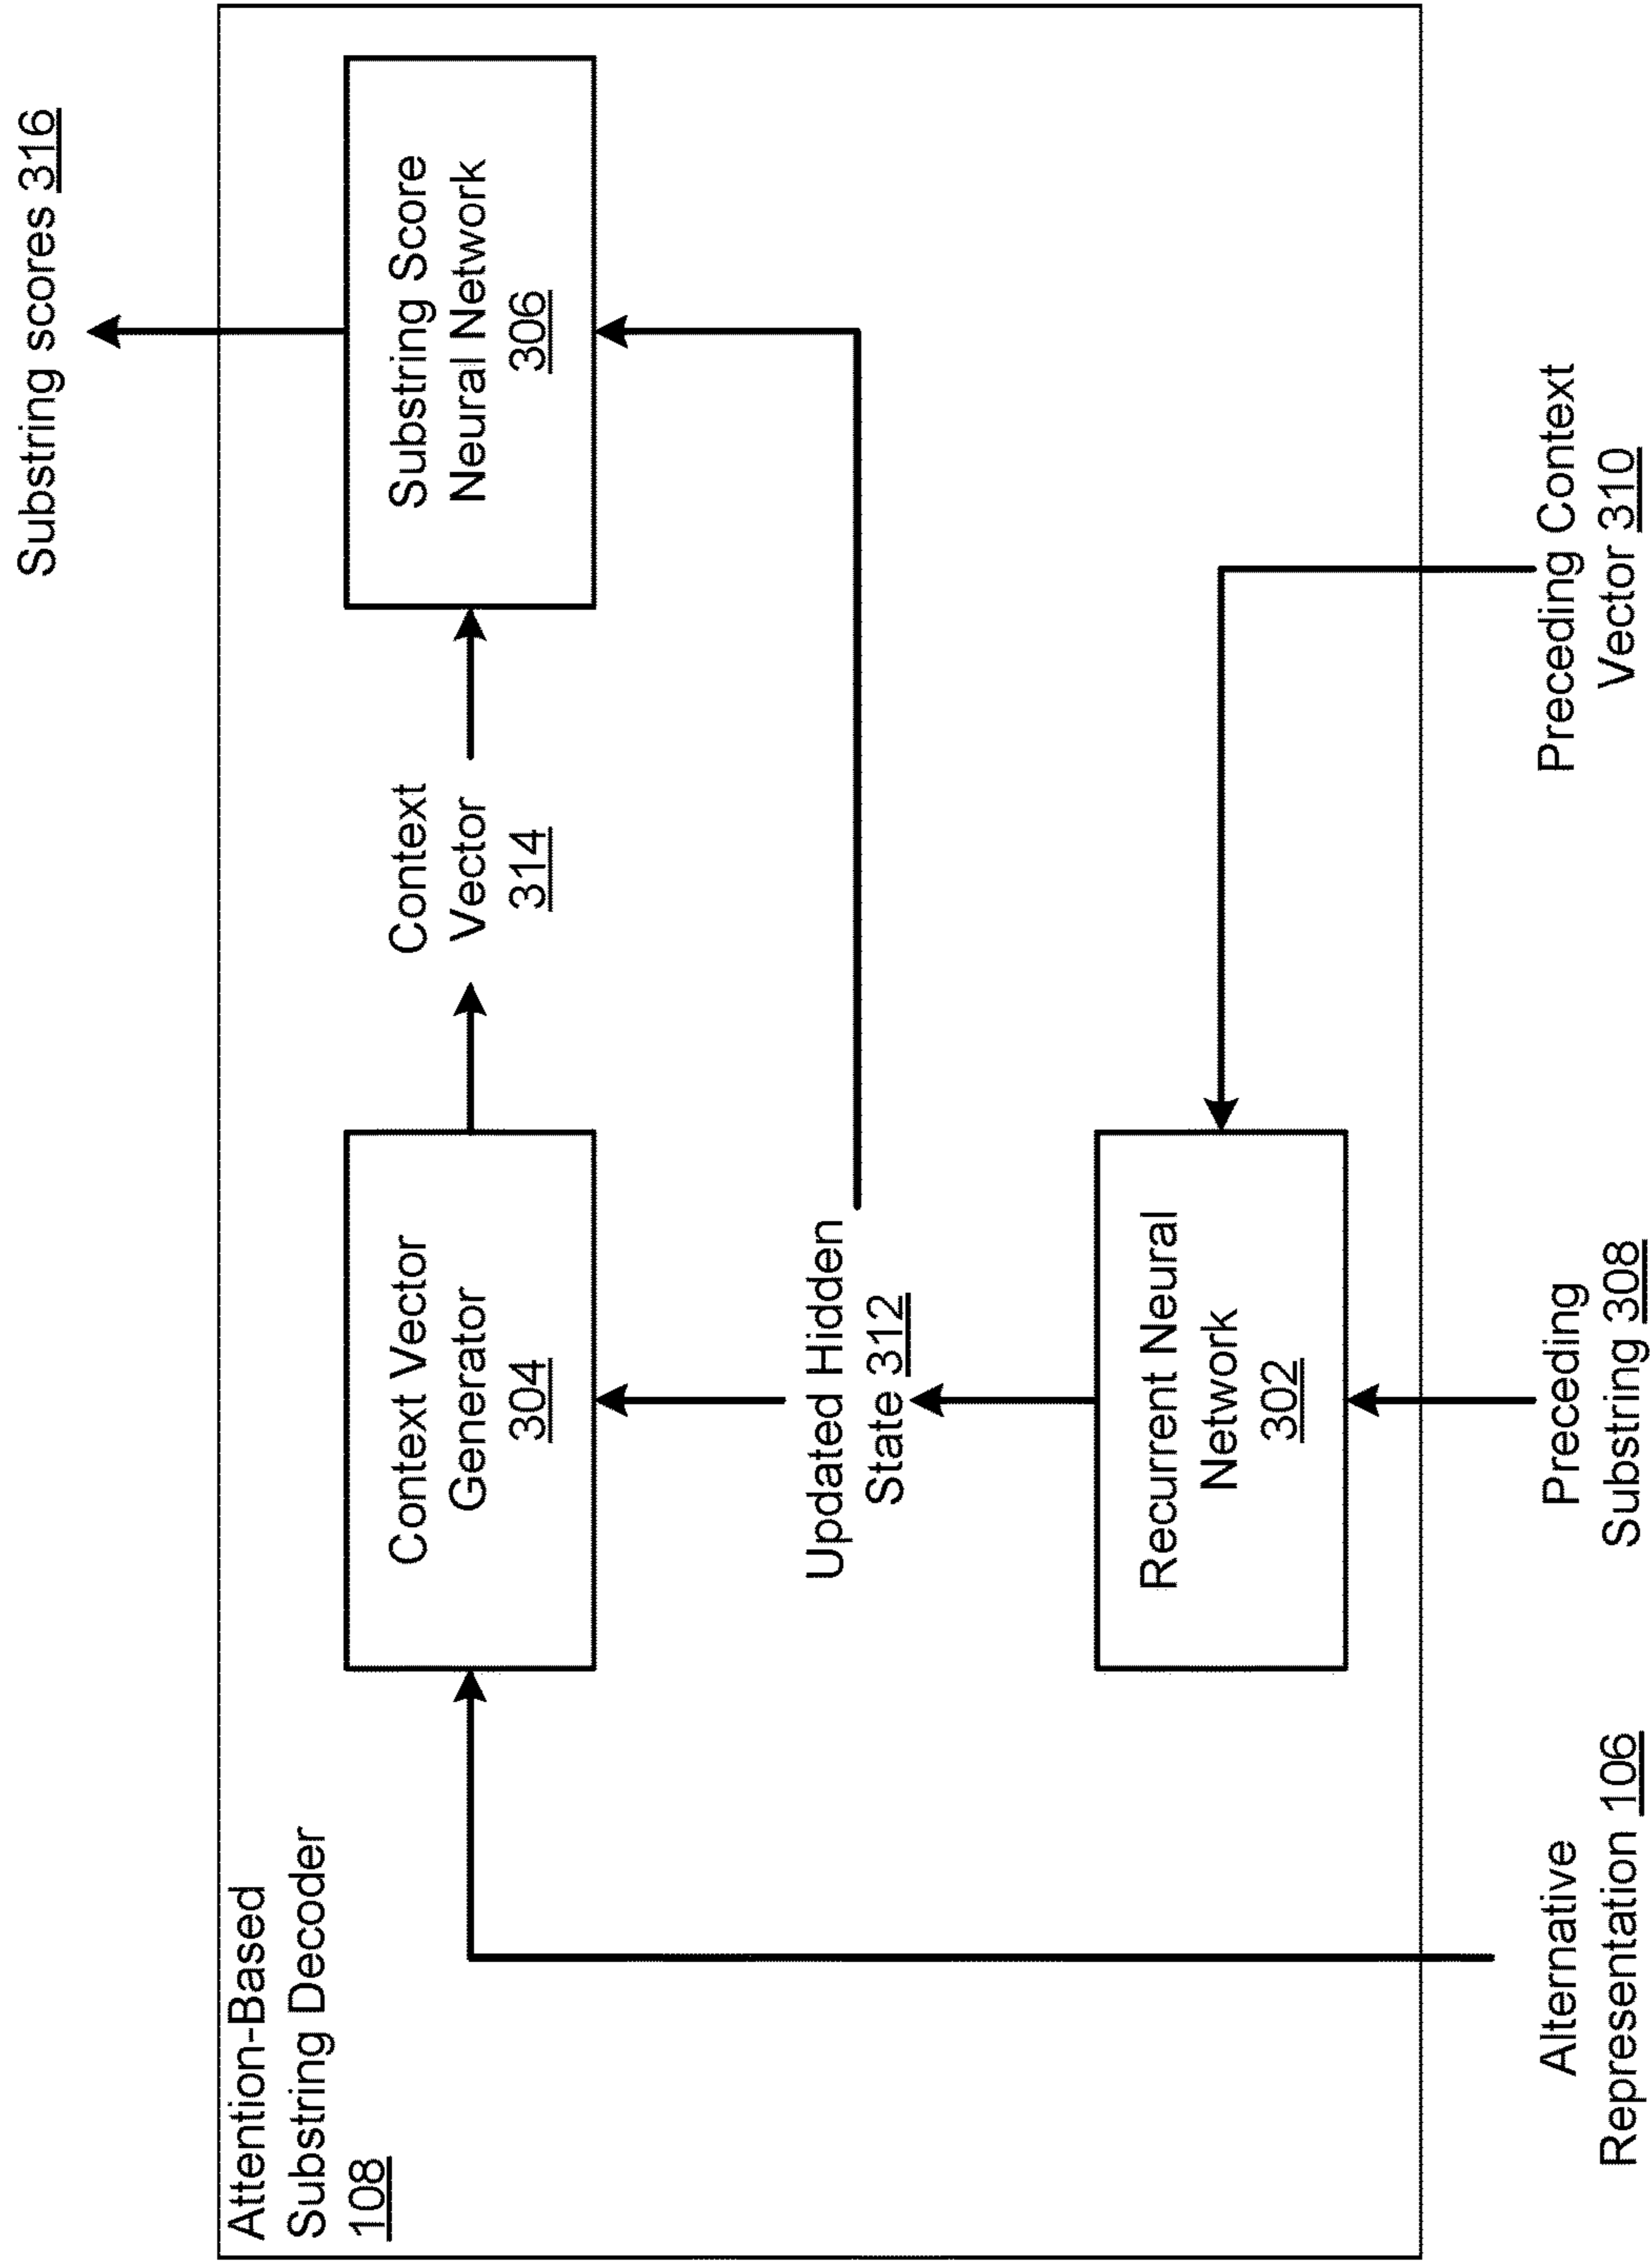 Substring scores 316
Attention-Based
Substring Decoder
108
Context Vector
Generator
304
Context
Vector
314
Substring Score
Neural Network
306
Updated Hidden
State 312
Recurrent Neural
Network
302
Alternative
Representation 106
Preceding
Substring 308
Preceding Context
Vector 310